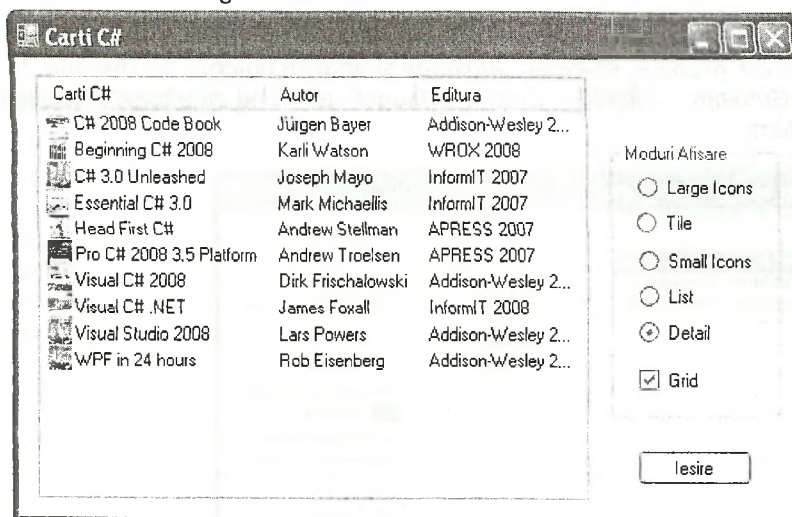 Carti C#
Carti C# Autor Editura
C# 2008 Code Book Jürgen Bayer Addison-Wesley 2...
Beginning C# 2008 Karli Watson WROX 2008
C# 3.0 Unleashed Joseph Mayo InformIT 2007
Essential C# 3.0 Mark Michaellis InformIT 2007
Head First C# Andrew Stellman APRESS 2007
Pro C# 2008 3.5 Platform Andrew Troelsen APRESS 2007
Visual C# 2008 Dirk Frischalowski Addison-Wesley 2...
Visual C# .NET James Foxall InformIT 2008
Visual Studio 2008 Lars Powers Addison-Wesley 2...
WPF in 24 hours Rob Eisenberg Addison-Wesley 2...
Moduri Afisare
Large Icons
Tile
Small Icons
List
Detail
Grid
Iesire